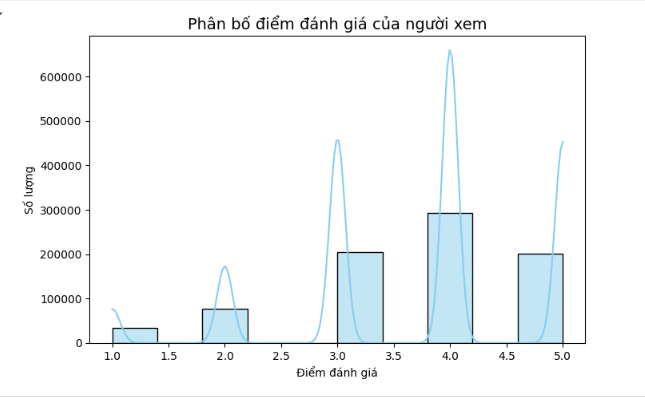 Phân bố điểm đánh giá của người xem
Số lượng
600000
500000
400000
300000
200000
100000
0
1.0 1.5 2.0 2.5 3.0 3.5 4.0 4.5 5.0
Điểm đánh giá